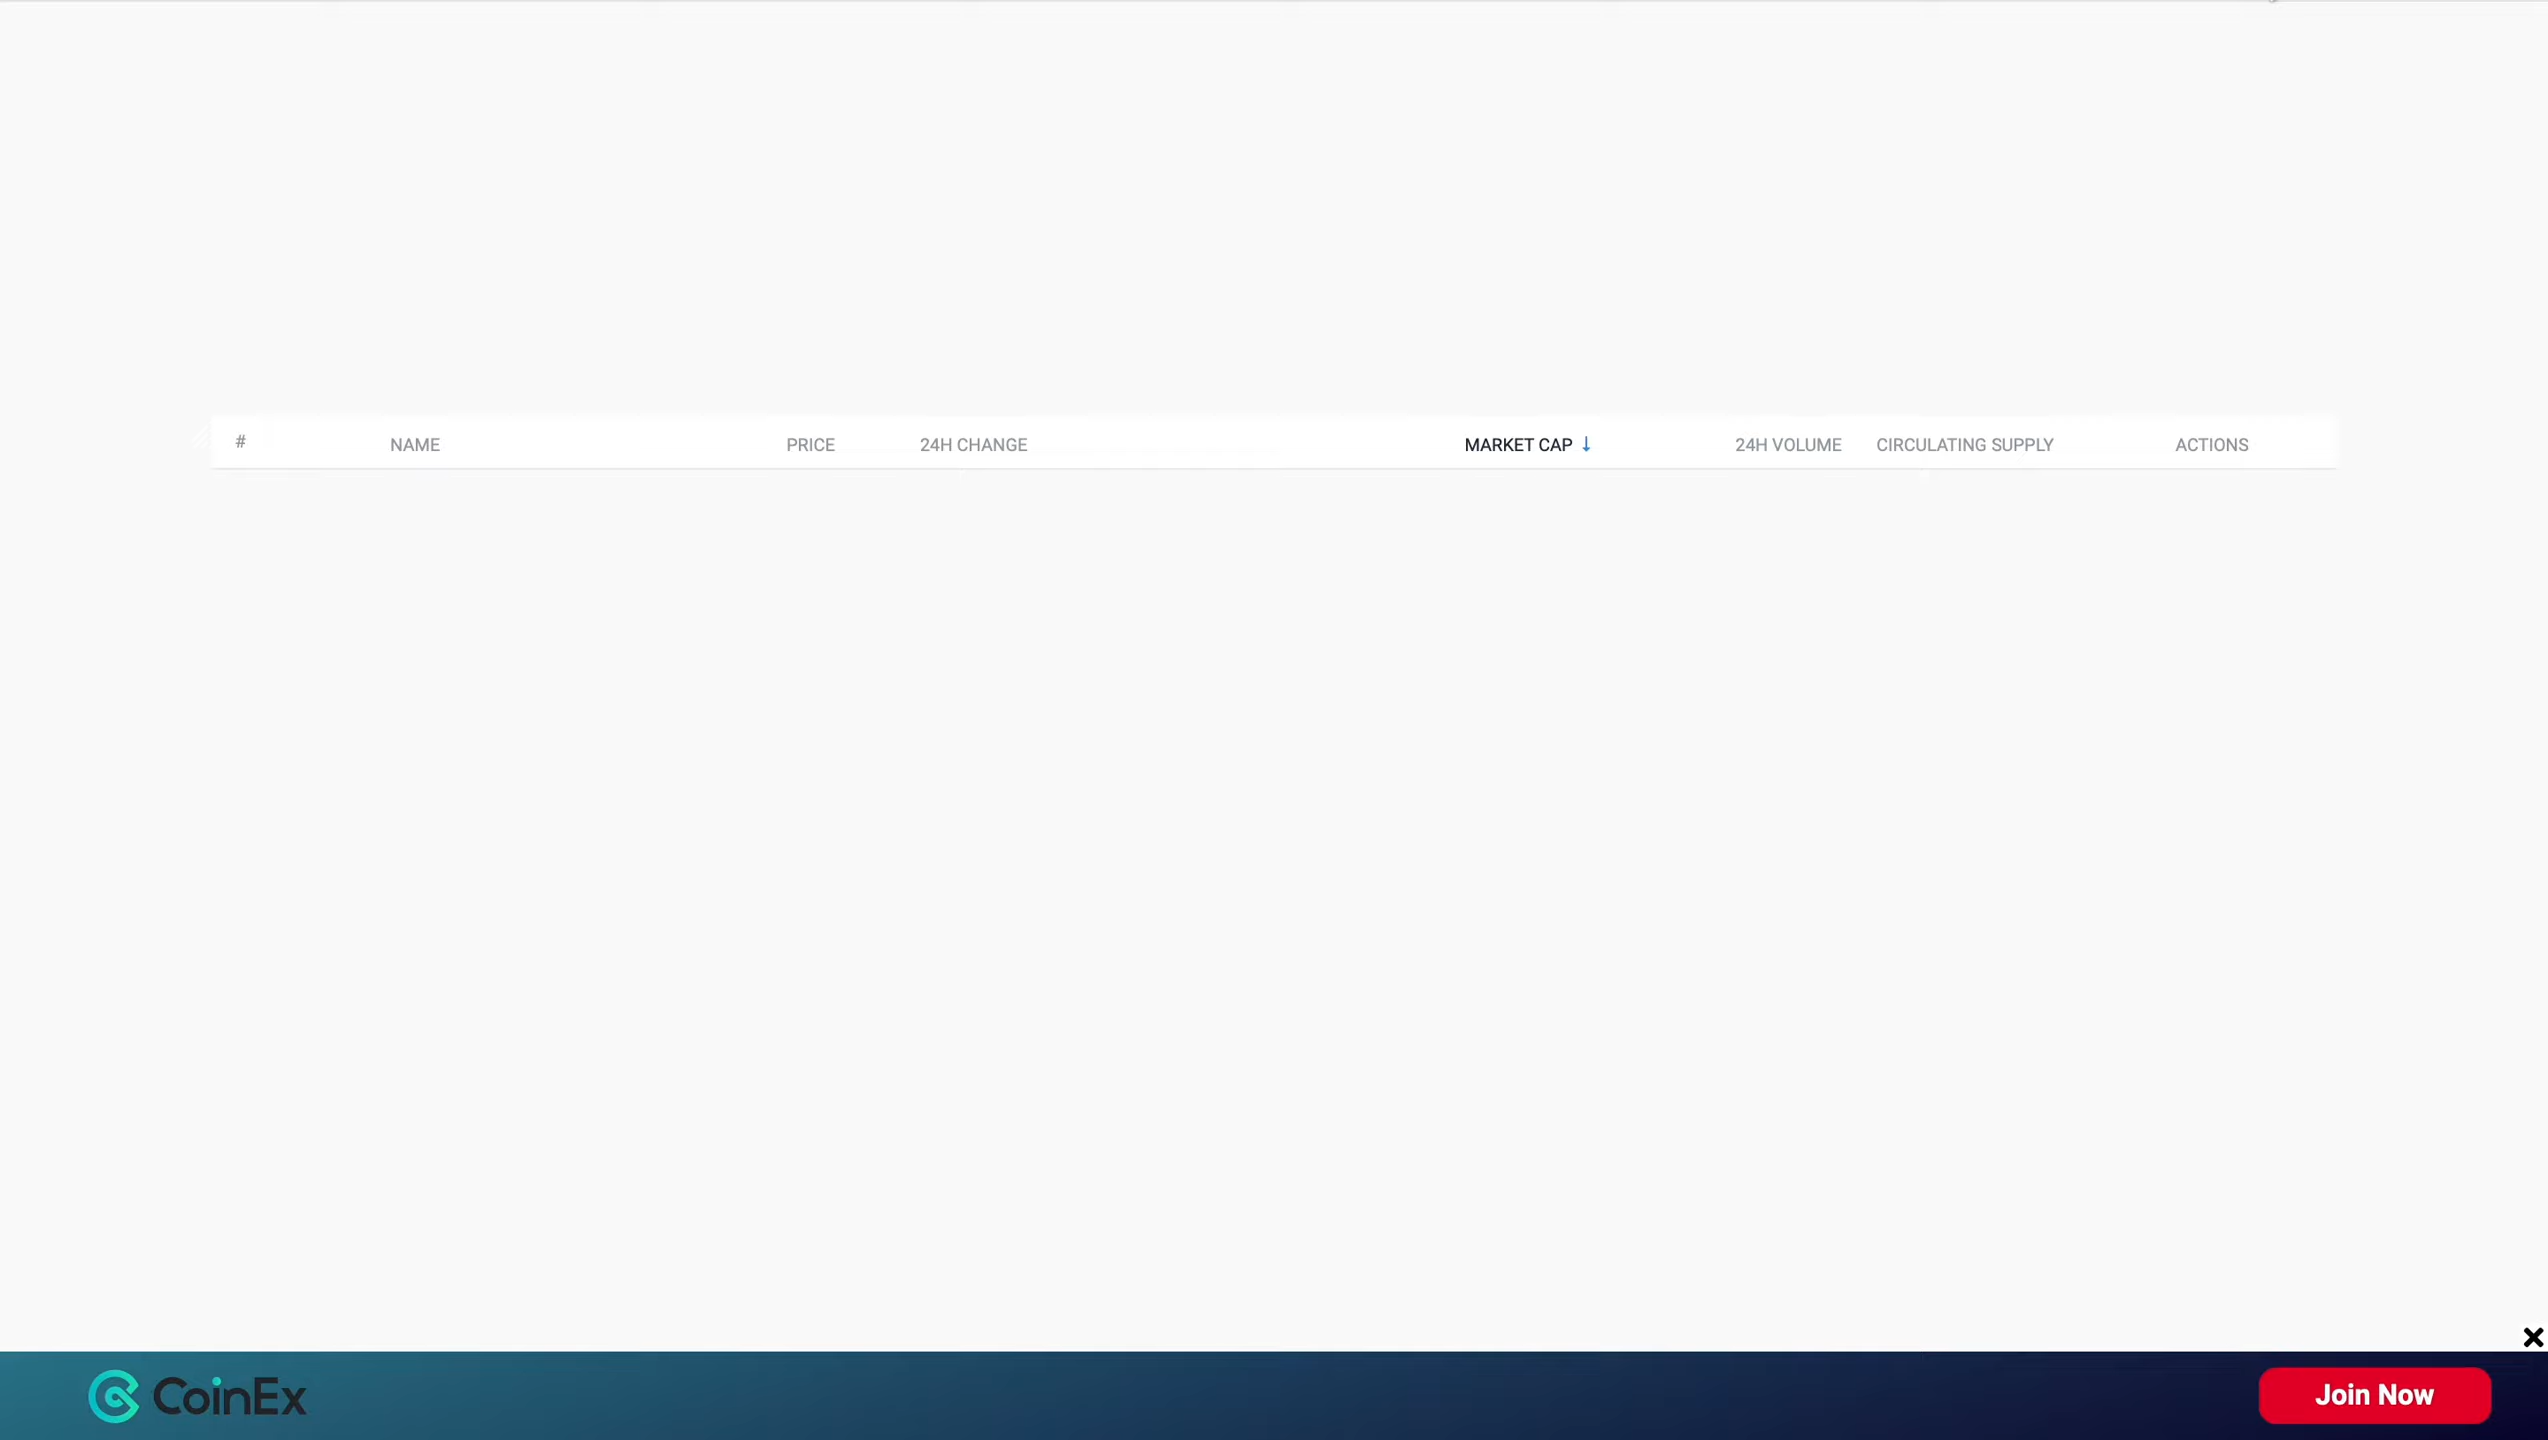 # NAME PRICE 24H CHANGE MARKET CAP ↓ 24H VOLUME CIRCULATING SUPPLY ACTIONS
CoinEx Join Now